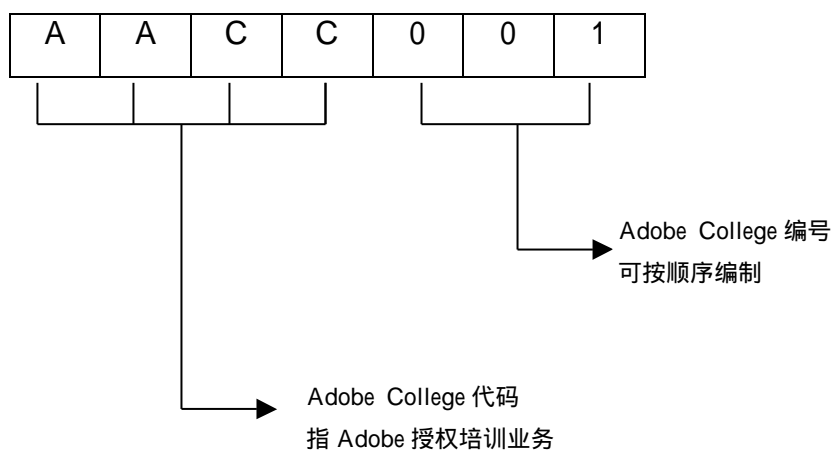 A A C C 0 0 1
Adobe College 编号
可按顺序编制
Adobe College 代码
指 Adobe 授权培训业务